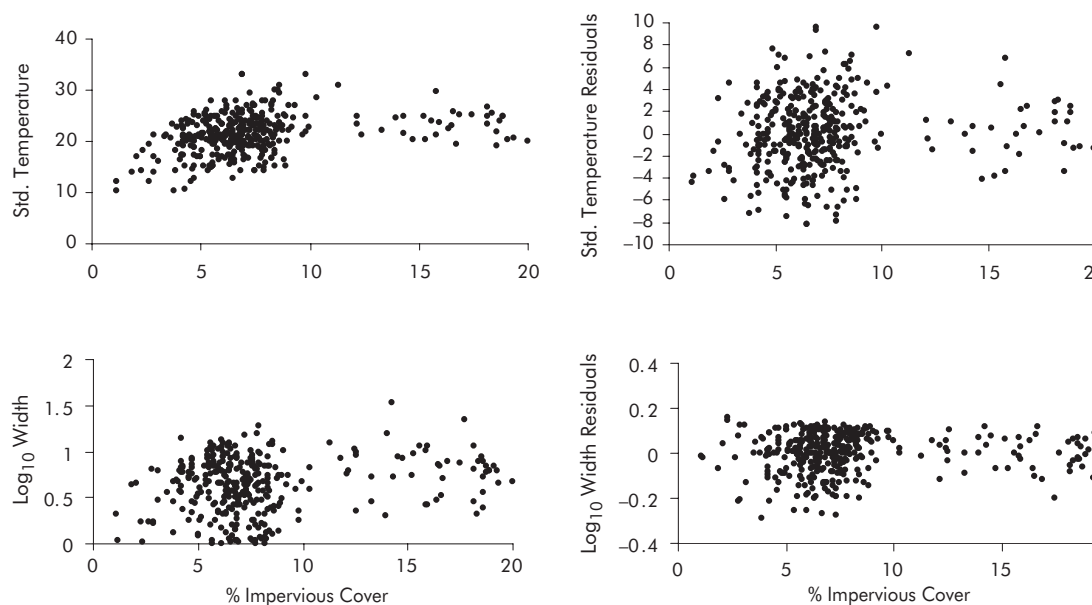 Std. Temperature
40
30
20
10
0
0 5 10 15 20
Std. Temperature Residuals
10
8
6
4
2
0
–2
–4
–6
–8
–10
0 5 10 15 20
Log10 Width
2
1.5
1
0.5
0
0 5 10 15 20
% Impervious Cover
Log10 Width Residuals
0.4
0.2
0
–0.2
–0.4
0 5 10 15
% Impervious Cover